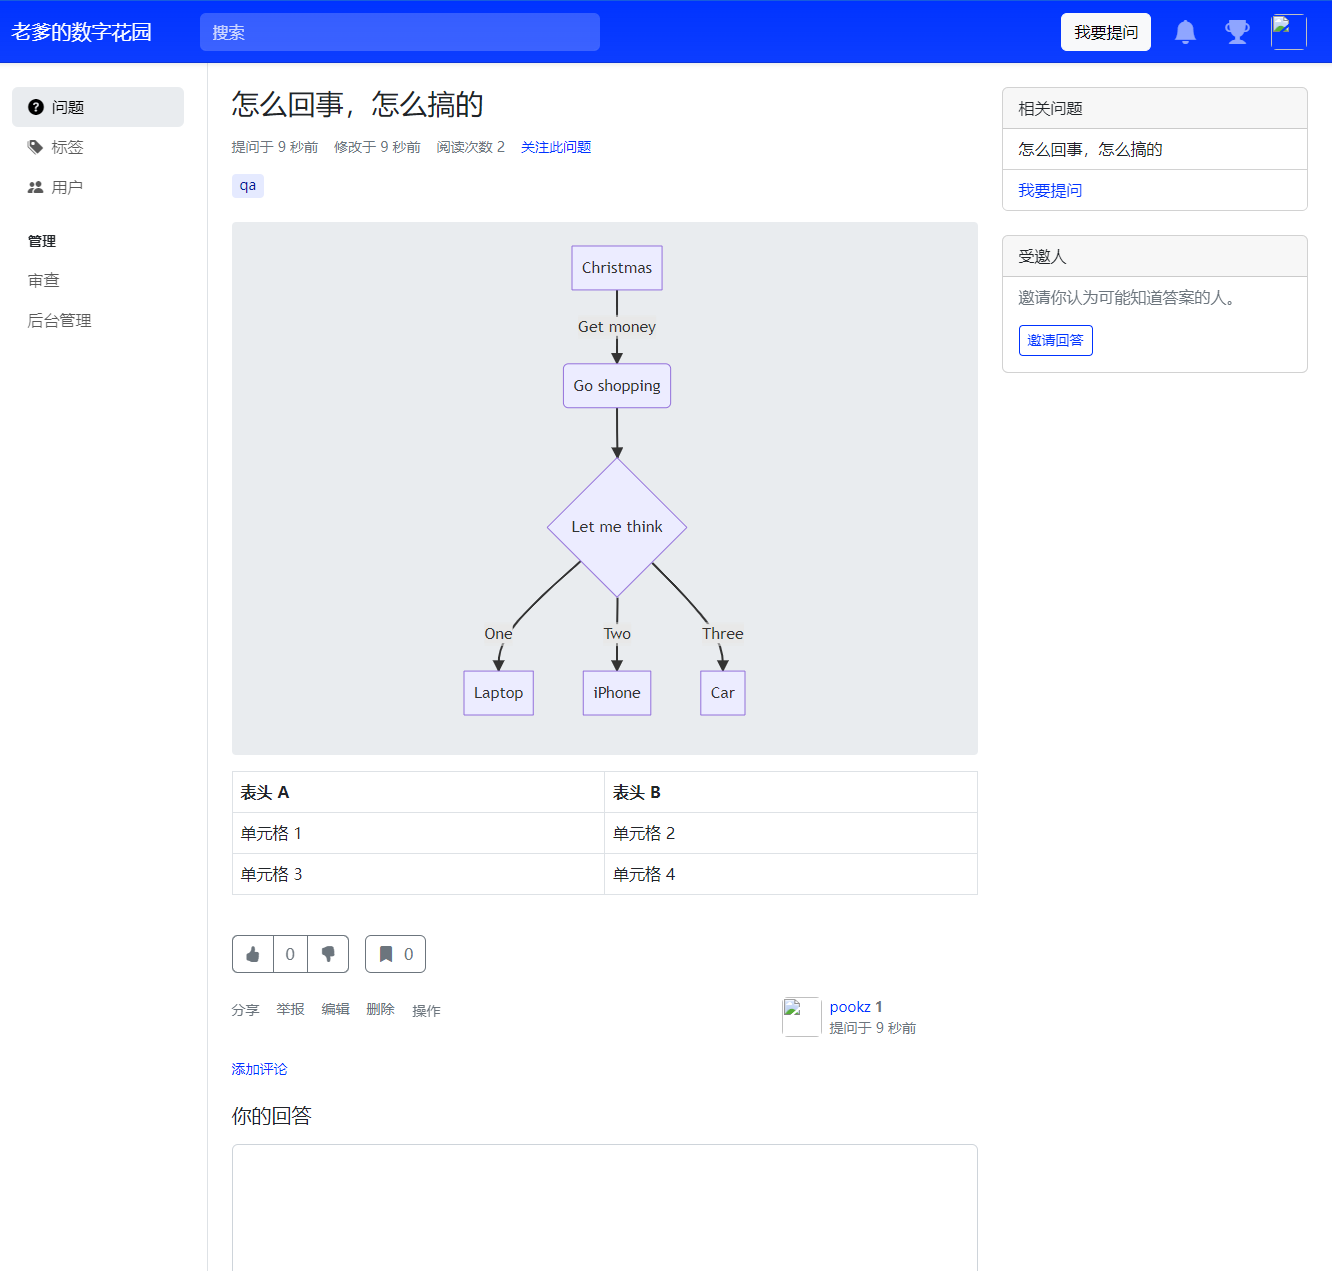 老爹的数字花园
搜索
我要提问
问题
标签
用户
管理
审查
后台管理
怎么回事，怎么搞的
提问于 9 秒前 修改于 9 秒前 阅读次数 2 关注此问题
qa
Christmas
Get money
Go shopping
Let me think
One Two Three
Laptop iPhone Car
表头 A 表头 B
单元格 1 单元格 2
单元格 3 单元格 4
0 0
分享 举报 编辑 删除 操作
pookz 1
提问于 9 秒前
添加评论
你的回答
相关问题
怎么回事，怎么搞的
我要提问
受邀人
邀请你认为可能知道答案的人。
邀请回答